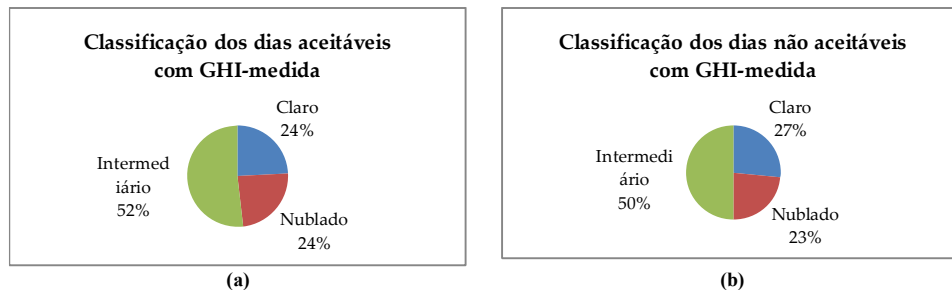 Classificação dos dias aceitáveis
com GHI-medida
Claro
24%
Intermed
iário
52%
Nublado
24%
(a)
Classificação dos dias não aceitáveis
com GHI-medida
Claro
27%
Intermedi
ário
50%
Nublado
23%
(b)